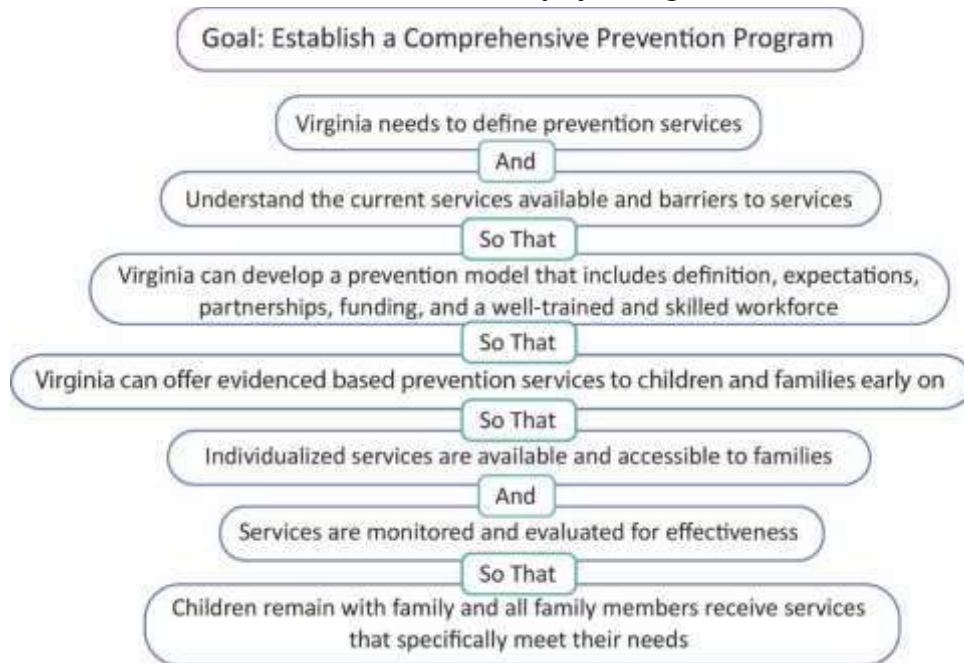 Goal: Establish a Comprehensive Prevention Program
Virginia needs to define prevention services
And
Understand the current services available and barriers to services
So That
Virginia can develop a prevention model that includes definition, expectations,
partnerships, funding, and a well-trained and skilled workforce
So That
Virginia can offer evidenced based prevention services to children and families early on
So That
Individualized services are available and accessible to families
And
Services are monitored and evaluated for effectiveness
So That
Children remain with family and all family members receive services
that specifically meet their needs